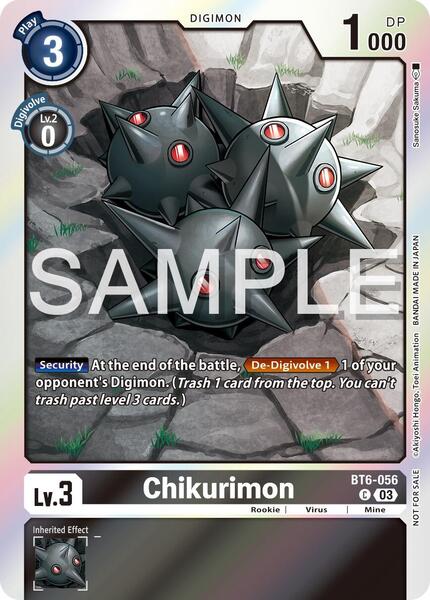 DIGIMON
Play
3
1000
DP
Digivolve
Lv.2
0
Sanosuke Sakuma
SAMPLE
Security At the end of the battle, De-Digivolve 1 1 of your
opponent's Digimon. (Trash 1 card from the top. You can't
trash past level 3 cards.)
©Akiyoshi Hongo, Toei Animation BANDAI MADE IN JAPAN
NOT FOR SALE
Lv.3
Chikurimon
BT6-056
C 03
Rookie | Virus | Mine
Inherited Effect